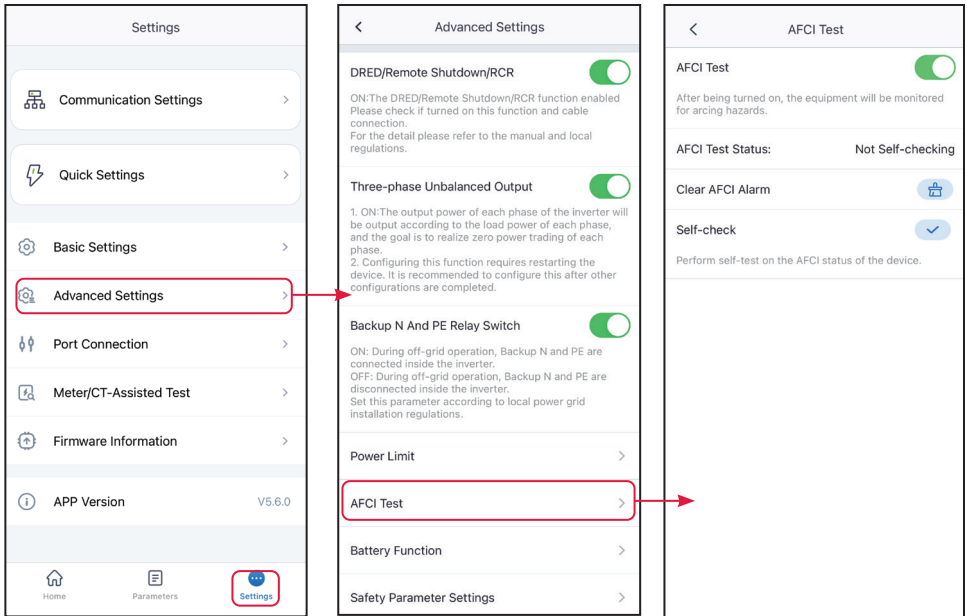 Settings
Communication Settings
Quick Settings
Basic Settings
Advanced Settings
Port Connection
Meter/CT-Assisted Test
Firmware Information
APP Version
V5.6.0
Home
Parameters
Settings
Advanced Settings
DRED/Remote Shutdown/RCR
ON:The DRED/Remote Shutdown/RCR function enabled
Please check if turned on this function and cable
connection.
For the detail please refer to the manual and local
regulations.
Three-phase Unbalanced Output
1. ON:The output power of each phase of the inverter will
be output according to the load power of each phase,
and the goal is to realize zero power trading of each
phase.
2. Configuring this function requires restarting the
device. It is recommended to configure this after other
configurations are completed.
Backup N And PE Relay Switch
ON: During off-grid operation, Backup N and PE are
connected inside the inverter.
OFF: During off-grid operation, Backup N and PE are
disconnected inside the inverter.
Set this parameter according to local power grid
installation regulations.
Power Limit
AFCI Test
Battery Function
Safety Parameter Settings
AFCI Test
AFCI Test
After being turned on, the equipment will be monitored
for arcing hazards.
AFCI Test Status:
Not Self-checking
Clear AFCI Alarm
Self-check
Perform self-test on the AFCI status of the device.